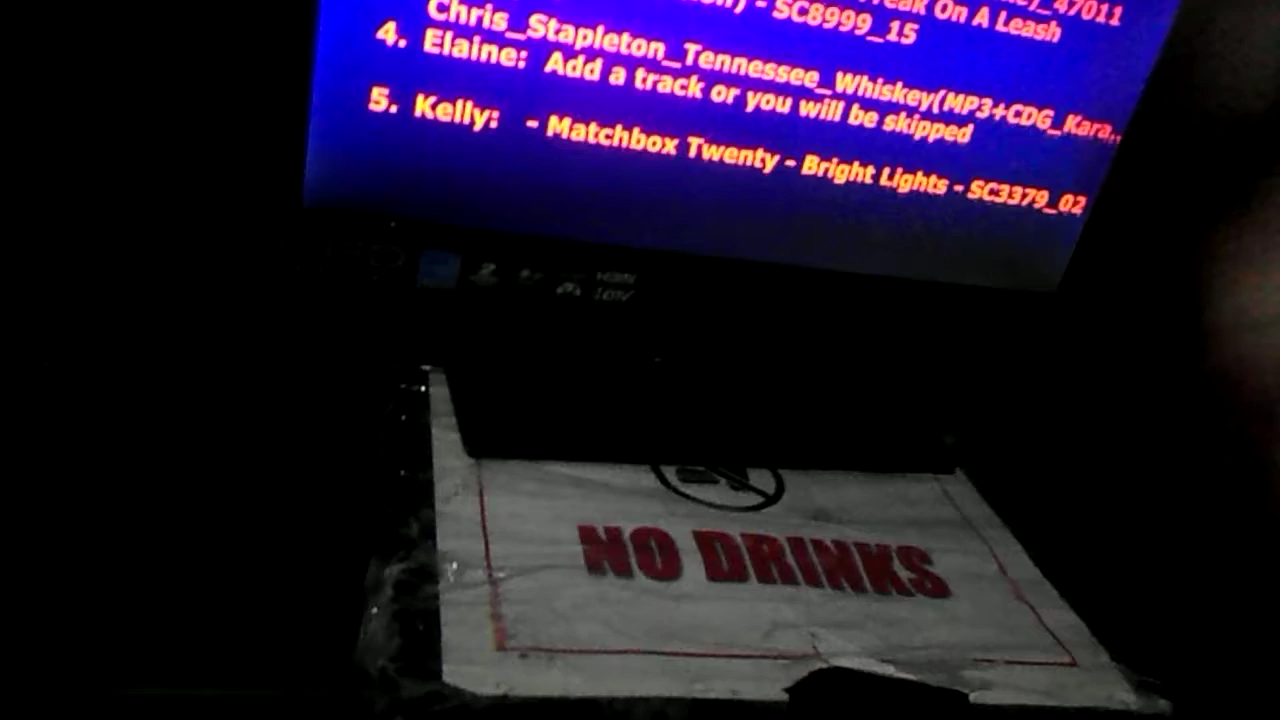 )_47011
On A Leash
- SC8999_15
Chris_Stapleton_Tennessee_Whiskey(MP3+CDG_Kara..
4. Elaine: Add a track or you will be skipped
5. Kelly: - Matchbox Twenty - Bright Lights - SC3379_02
NO DRINKS